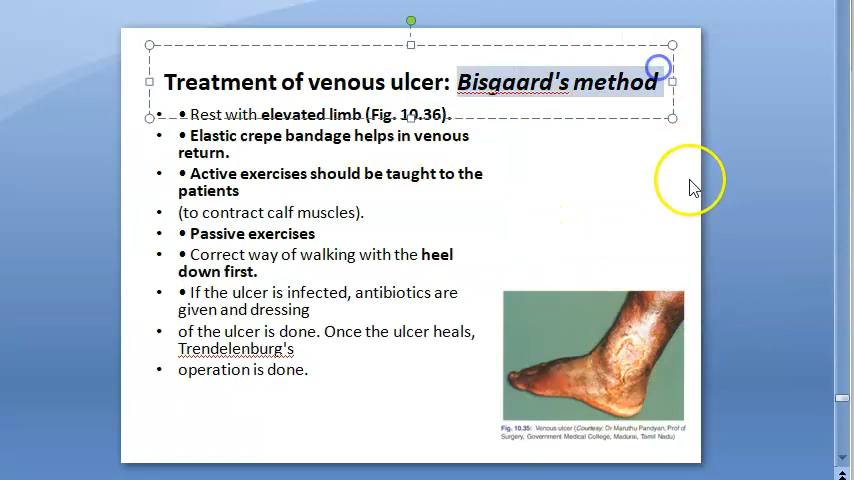 Treatment of venous ulcer: Bisgaard's method
• • Rest with elevated limb (Fig. 10.36).
• • Elastic crepe bandage helps in venous
return.
• • Active exercises should be taught to the
patients
• (to contract calf muscles).
• • Passive exercises
• • Correct way of walking with the heel
down first.
• • If the ulcer is infected, antibiotics are
given and dressing
• of the ulcer is done. Once the ulcer heals,
Trendelenburg's
• operation is done.
Fig. 10.35: Venous ulcer (Courtesy: Dr Maruthu Pandyan, Prof of
Surgery, Government Medical College, Madurai, Tamil Nadu)